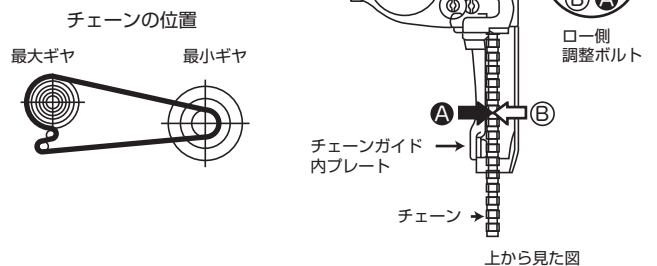 チェーンの位置
最大ギヤ
最小ギヤ
Ⓑ Ⓐ
ロー側
調整ボルト
Ⓐ Ⓑ
チェーンガイド
内プレート
チェーン
上から見た図